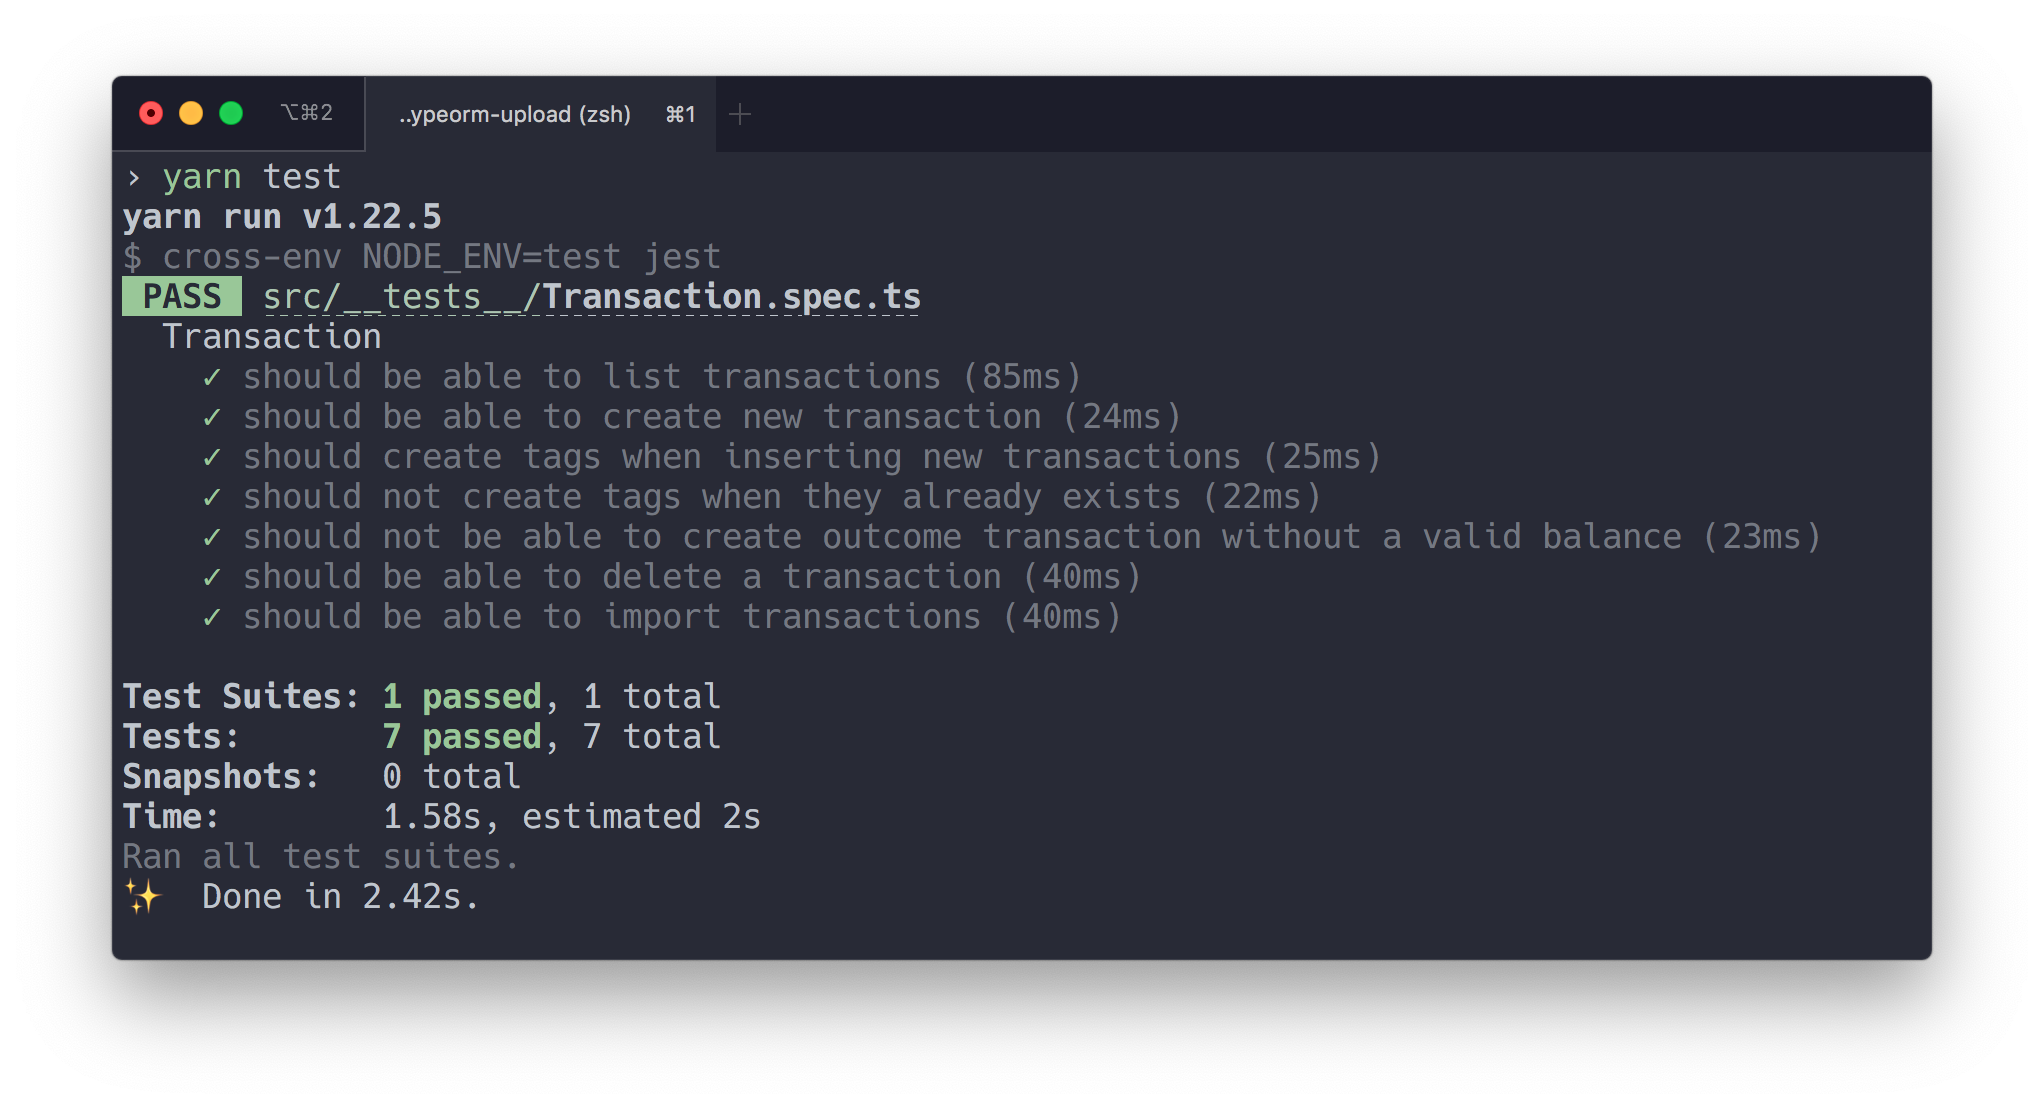 ⌥⌘2 ..ypeorm-upload (zsh) ⌘1 +
› yarn test
yarn run v1.22.5
$ cross-env NODE_ENV=test jest
PASS src/__tests__/Transaction.spec.ts
Transaction
✓ should be able to list transactions (85ms)
✓ should be able to create new transaction (24ms)
✓ should create tags when inserting new transactions (25ms)
✓ should not create tags when they already exists (22ms)
✓ should not be able to create outcome transaction without a valid balance (23ms)
✓ should be able to delete a transaction (40ms)
✓ should be able to import transactions (40ms)
Test Suites: 1 passed, 1 total
Tests: 7 passed, 7 total
Snapshots: 0 total
Time: 1.58s, estimated 2s
Ran all test suites.
✨ Done in 2.42s.